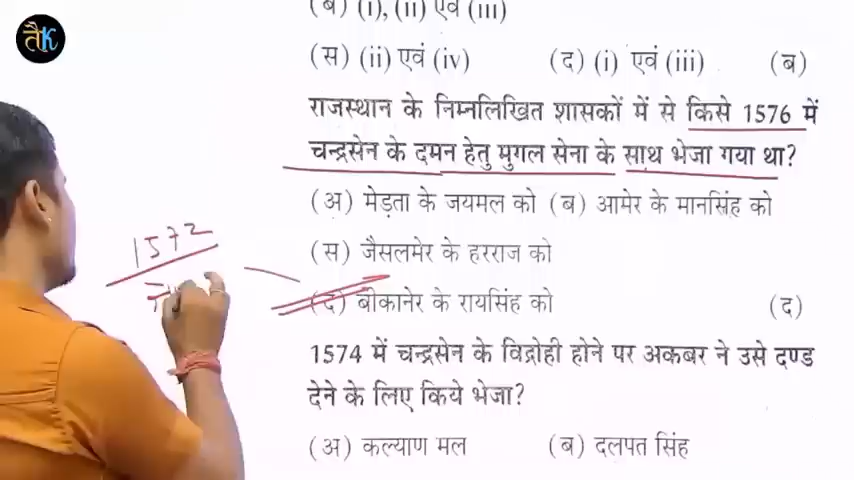 तैK
(ब) (i), (ii) एवं (iii)
(स) (ii) एवं (iv) (द) (i) एवं (iii) (ब)
राजस्थान के निम्नलिखित शासकों में से किसे 1576 में
चन्द्रसेन के दमन हेतु मुगल सेना के साथ भेजा गया था?
(अ) मेड़ता के जयमल को (ब) आमेर के मानसिंह को
(स) जैसलमेर के हरराज को
1572
(द) बीकानेर के रायसिंह को (द)
1574 में चन्द्रसेन के विद्रोही होने पर अकबर ने उसे दण्ड
देने के लिए किये भेजा?
(अ) कल्याण मल (ब) दलपत सिंह